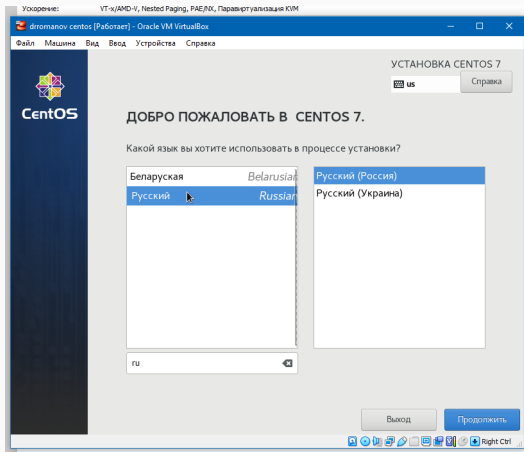 Ускорение: VT-x/AMD-V, Nested Paging, PAE/NX, Паравиртуализация KVM
drromanov centos [Работает] - Oracle VM VirtualBox
Файл Машина Вид Ввод Устройства Справка
УСТАНОВКА CENTOS 7
us
Справка
CentOS
ДОБРО ПОЖАЛОВАТЬ В CENTOS 7.
Какой язык вы хотите использовать в процессе установки?
Беларуская Belarusian
Русский Russian
Русский (Россия)
Русский (Украина)
ru
Выход
Продолжить
Right Ctrl